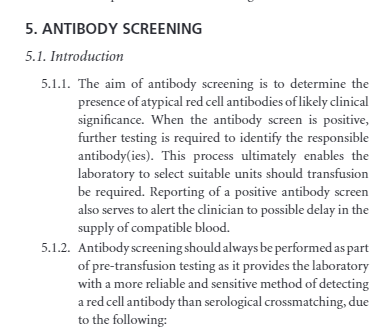 5. ANTIBODY SCREENING
5.1. Introduction
5.1.1. The aim of antibody screening is to determine the
presence of atypical red cell antibodies of likely clinical
significance. When the antibody screen is positive,
further testing is required to identify the responsible
antibody(ies). This process ultimately enables the
laboratory to select suitable units should transfusion
be required. Reporting of a positive antibody screen
also serves to alert the clinician to possible delay in the
supply of compatible blood.
5.1.2. Antibody screening should always be performed as part
of pre-transfusion testing as it provides the laboratory
with a more reliable and sensitive method of detecting
a red cell antibody than serological crossmatching, due
to the following: